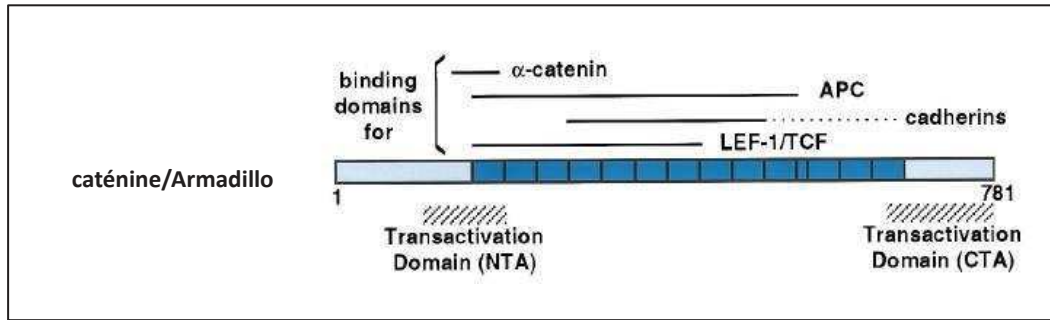 binding
domains
for
α-catenin
APC
cadherins
LEF-1/TCF
caténine/Armadillo
1
781
Transactivation
Domain (NTA)
Transactivation
Domain (CTA)